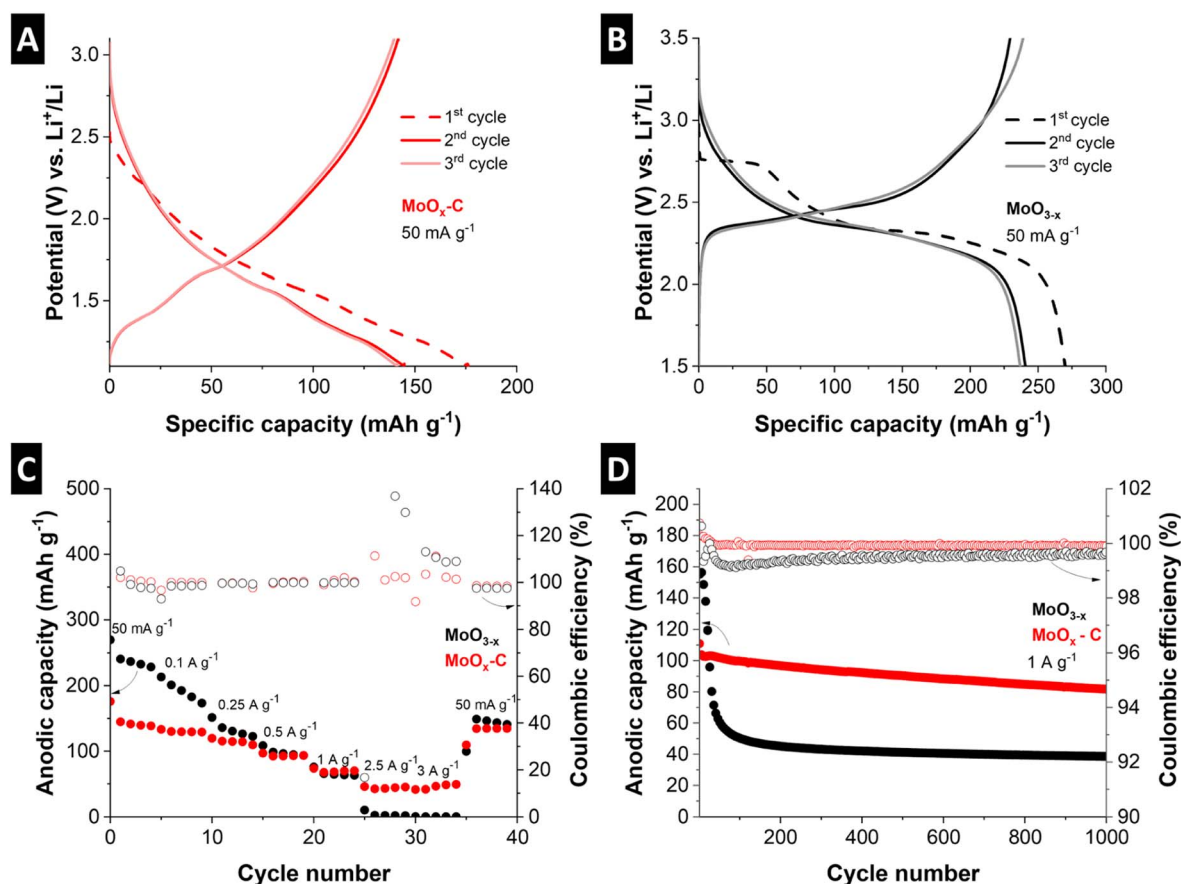 A
3.0
2.5
2.0
1.5
0
50
100
150
200
Potential (V) vs. Li⁺/Li
Specific capacity (mAh g⁻¹)
1ˢᵗ cycle
2ⁿᵈ cycle
3ʳᵈ cycle
MoOₓ-C
50 mA g⁻¹
B
3.5
3.0
2.5
2.0
1.5
0
50
100
150
200
250
300
Potential (V) vs. Li⁺/Li
Specific capacity (mAh g⁻¹)
1ˢᵗ cycle
2ⁿᵈ cycle
3ʳᵈ cycle
MoO₃₋ₓ
50 mA g⁻¹
C
500
450
400
350
300
250
200
150
100
50
0
0
10
20
30
40
140
120
100
80
60
40
20
0
Anodic capacity (mAh g⁻¹)
Cycle number
Coulombic efficiency (%)
50 mA g⁻¹
0.1 A g⁻¹
0.25 A g⁻¹
0.5 A g⁻¹
1 A g⁻¹
2.5 A g⁻¹
3 A g⁻¹
50 mA g⁻¹
MoO₃₋ₓ
MoOₓ-C
D
200
180
160
140
120
100
80
60
40
20
0
200
400
600
800
1000
102
100
98
96
94
92
90
Anodic capacity (mAh g⁻¹)
Cycle number
Coulombic efficiency (%)
MoO₃₋ₓ
MoOₓ - C
1 A g⁻¹